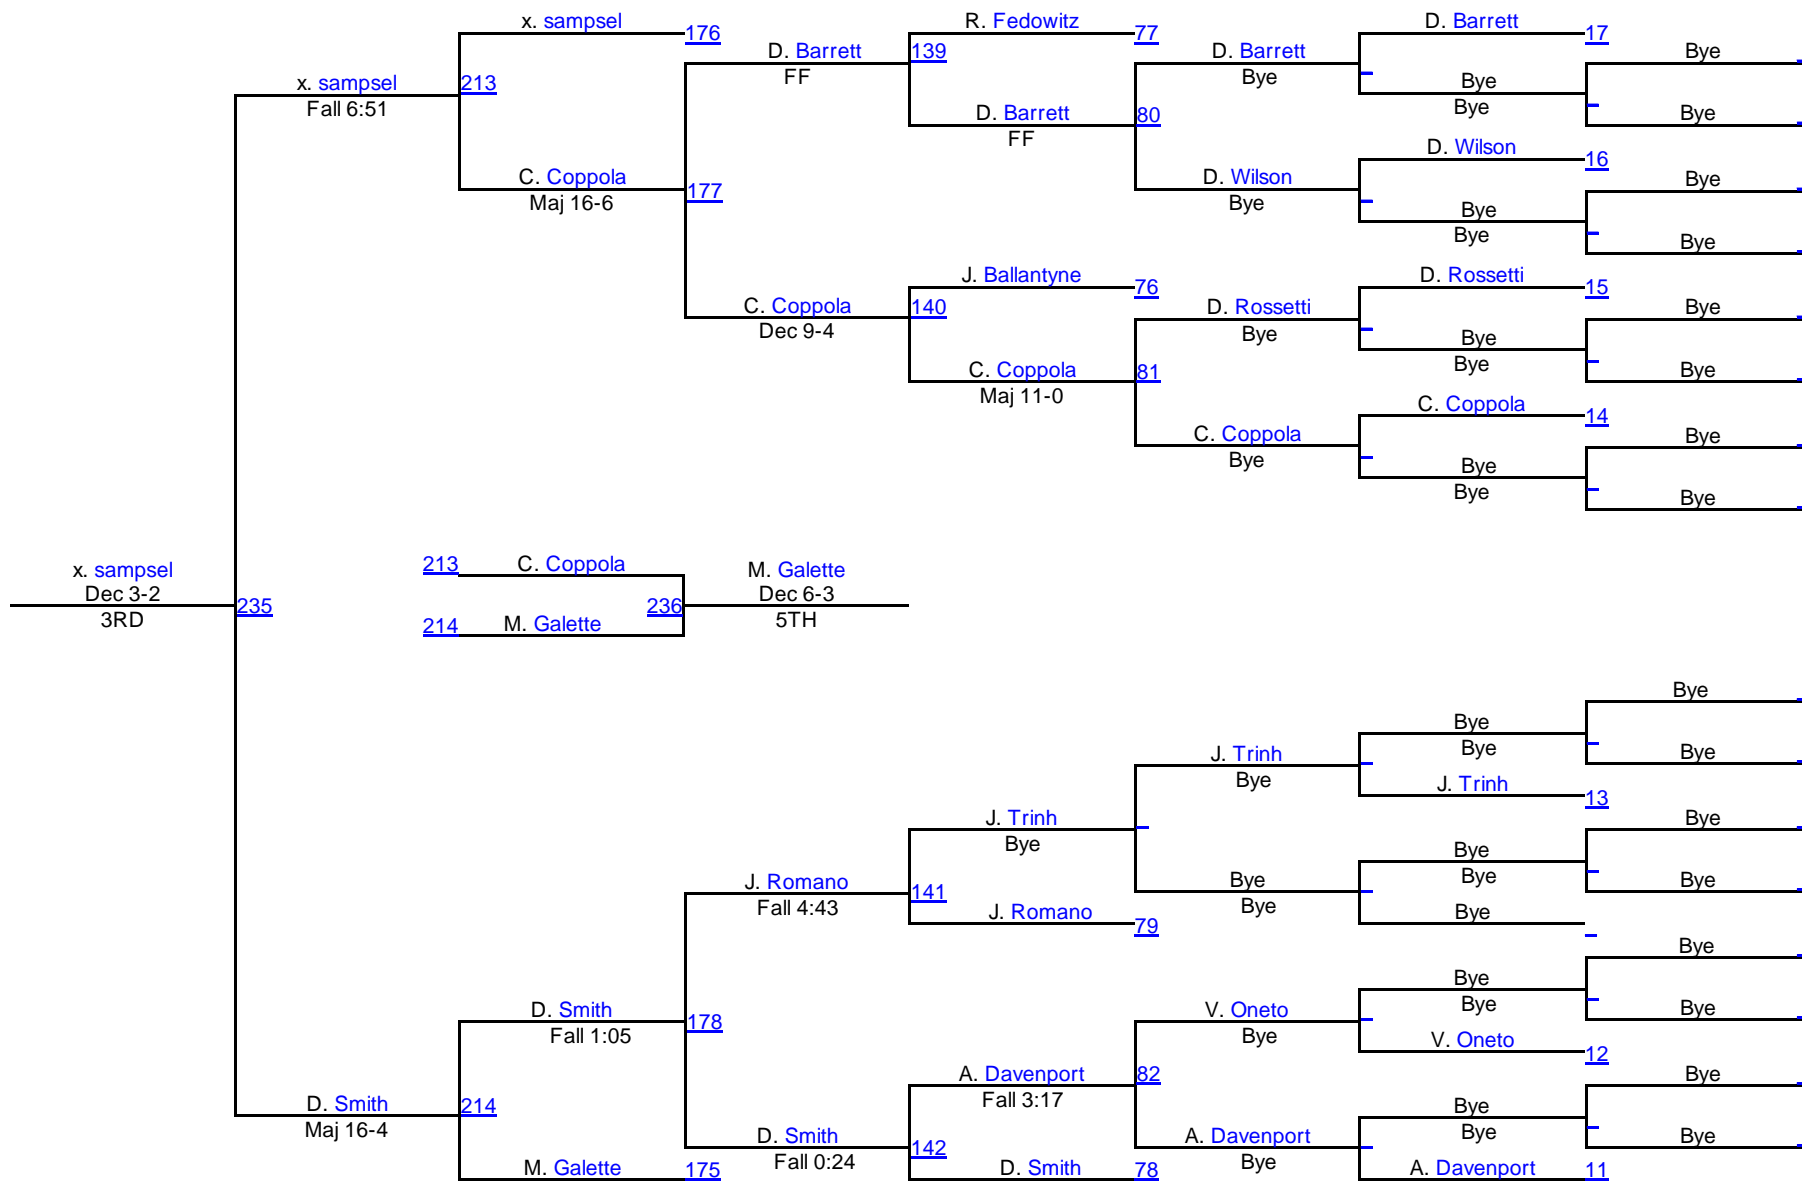 x. sampsel
176
R. Fedowitz
77
D. Barrett
17
D. Barrett
FF
139
D. Barrett
Bye
Bye
x. sampsel
Fall 6:51
213
Bye
Bye
D. Barrett
FF
80
Bye
D. Wilson
16
C. Coppola
Maj 16-6
177
D. Wilson
Bye
Bye
Bye
Bye
Bye
J. Ballantyne
76
D. Rossetti
15
C. Coppola
Dec 9-4
140
D. Rossetti
Bye
Bye
Bye
Bye
C. Coppola
Maj 11-0
81
Bye
C. Coppola
14
C. Coppola
Bye
Bye
Bye
Bye
Bye
x. sampsel
Dec 3-2
3RD
235
213
C. Coppola
M. Galette
Dec 6-3
5TH
236
214
M. Galette
Bye
Bye
Bye
J. Trinh
Bye
Bye
J. Trinh
13
J. Trinh
Bye
Bye
Bye
Bye
J. Romano
Fall 4:43
141
Bye
Bye
Bye
J. Romano
79
Bye
Bye
Bye
Bye
D. Smith
Fall 1:05
178
V. Oneto
Bye
Bye
V. Oneto
12
A. Davenport
Fall 3:17
82
Bye
D. Smith
Maj 16-4
214
Bye
Bye
D. Smith
Fall 0:24
142
A. Davenport
Bye
Bye
M. Galette
175
D. Smith
78
A. Davenport
11